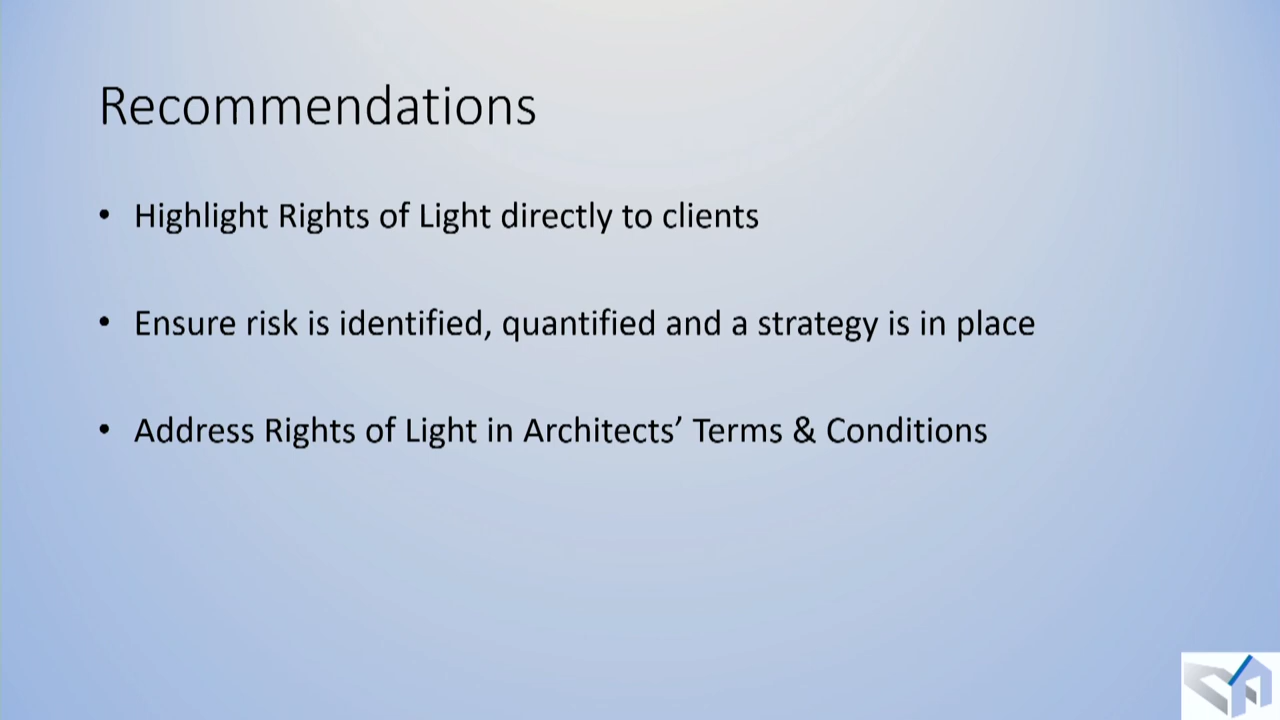 Recommendations
• Highlight Rights of Light directly to clients
• Ensure risk is identified, quantified and a strategy is in place
• Address Rights of Light in Architects’ Terms & Conditions